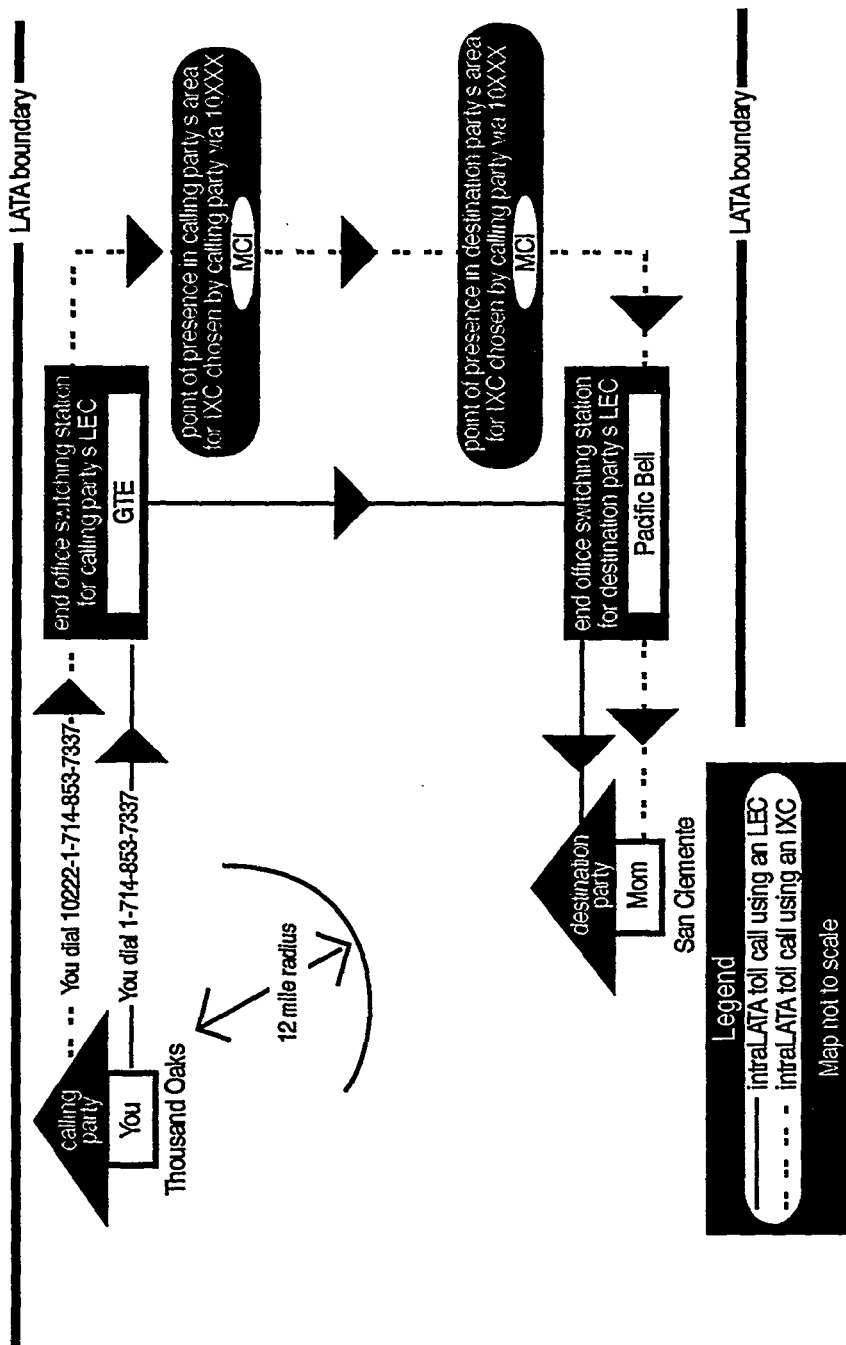 LATA boundary
calling
party
You
Thousand Oaks
You dial 10222-1-714-853-7337
You dial 1-714-853-7337
end office switching station
for calling party s LEC
GTE
point of presence in calling party s area
for IXC chosen by calling party via 10XXX
MCI
12 mile radius
point of presence in destination party s area
for IXC chosen by calling party via 10XXX
MCI
destination
party
Mom
San Clemente
end office switching station
for destination party s LEC
Pacific Bell
LATA boundary
Legend
intraLATA toll call using an LEC
intraLATA toll call using an IXC
Map not to scale